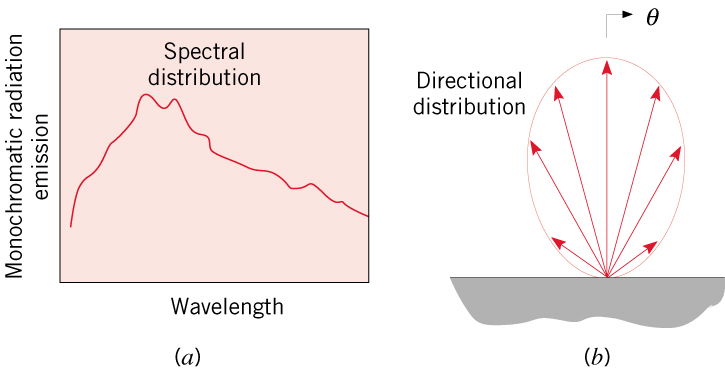 Spectral
distribution
Monochromatic radiation
emission
Wavelength
(a)
θ
Directional
distribution
(b)